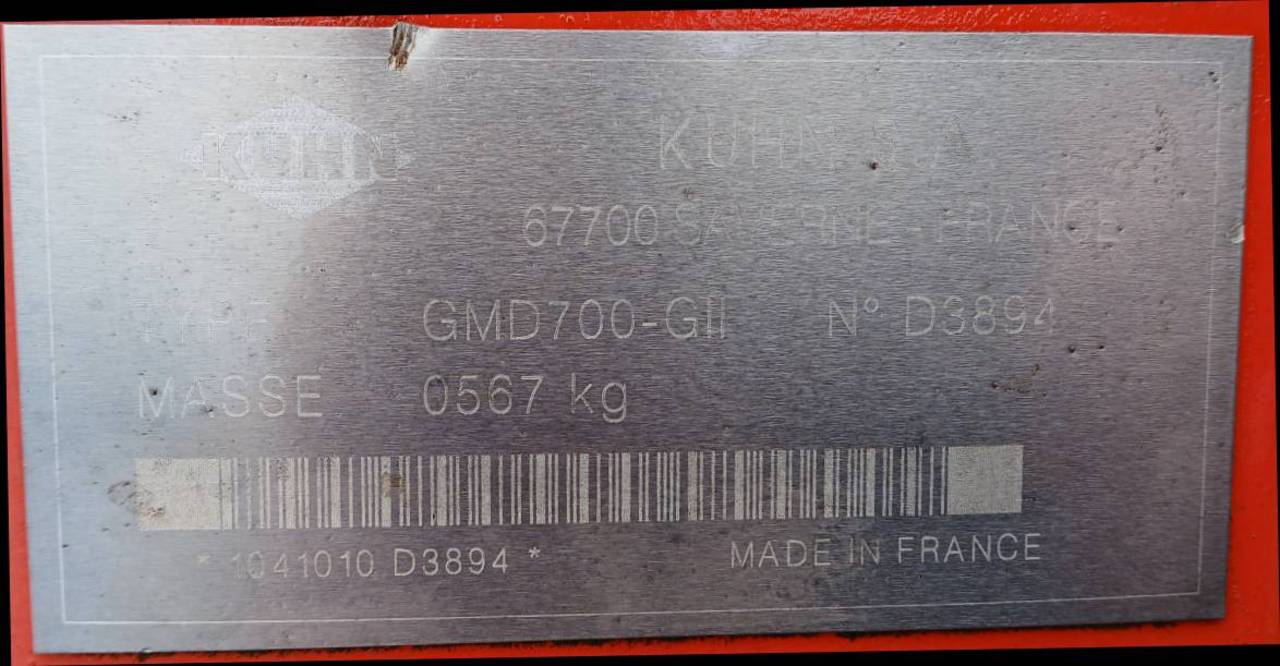 KUHN
KUHN S.A
67700 SAVERNE - FRANCE
TYPE GMD700-GII N° D3894
MASSE 0567 kg
* 1041010 D3894 *
MADE IN FRANCE